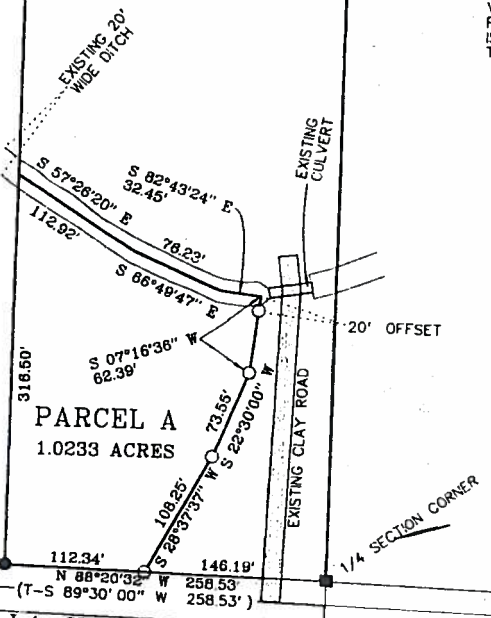 EXISTING 20'
WIDE DITCH
EXISTING
CULVERT
S 57°26'20" E
112.92'
S 82°43'24" E
32.45'
78.23'
S 66°49'47" E
S 07°16'36" W
62.39'
20' OFFSET
316.50'
PARCEL A
1.0233 ACRES
73.55'
S 22°30'00" W
108.25'
S 28°37'37" W
EXISTING CLAY ROAD
1/4 SECTION CORNER
112.34'
146.19'
N 88°20'32" W 258.53'
(T-S 89°30'00" W 258.53')